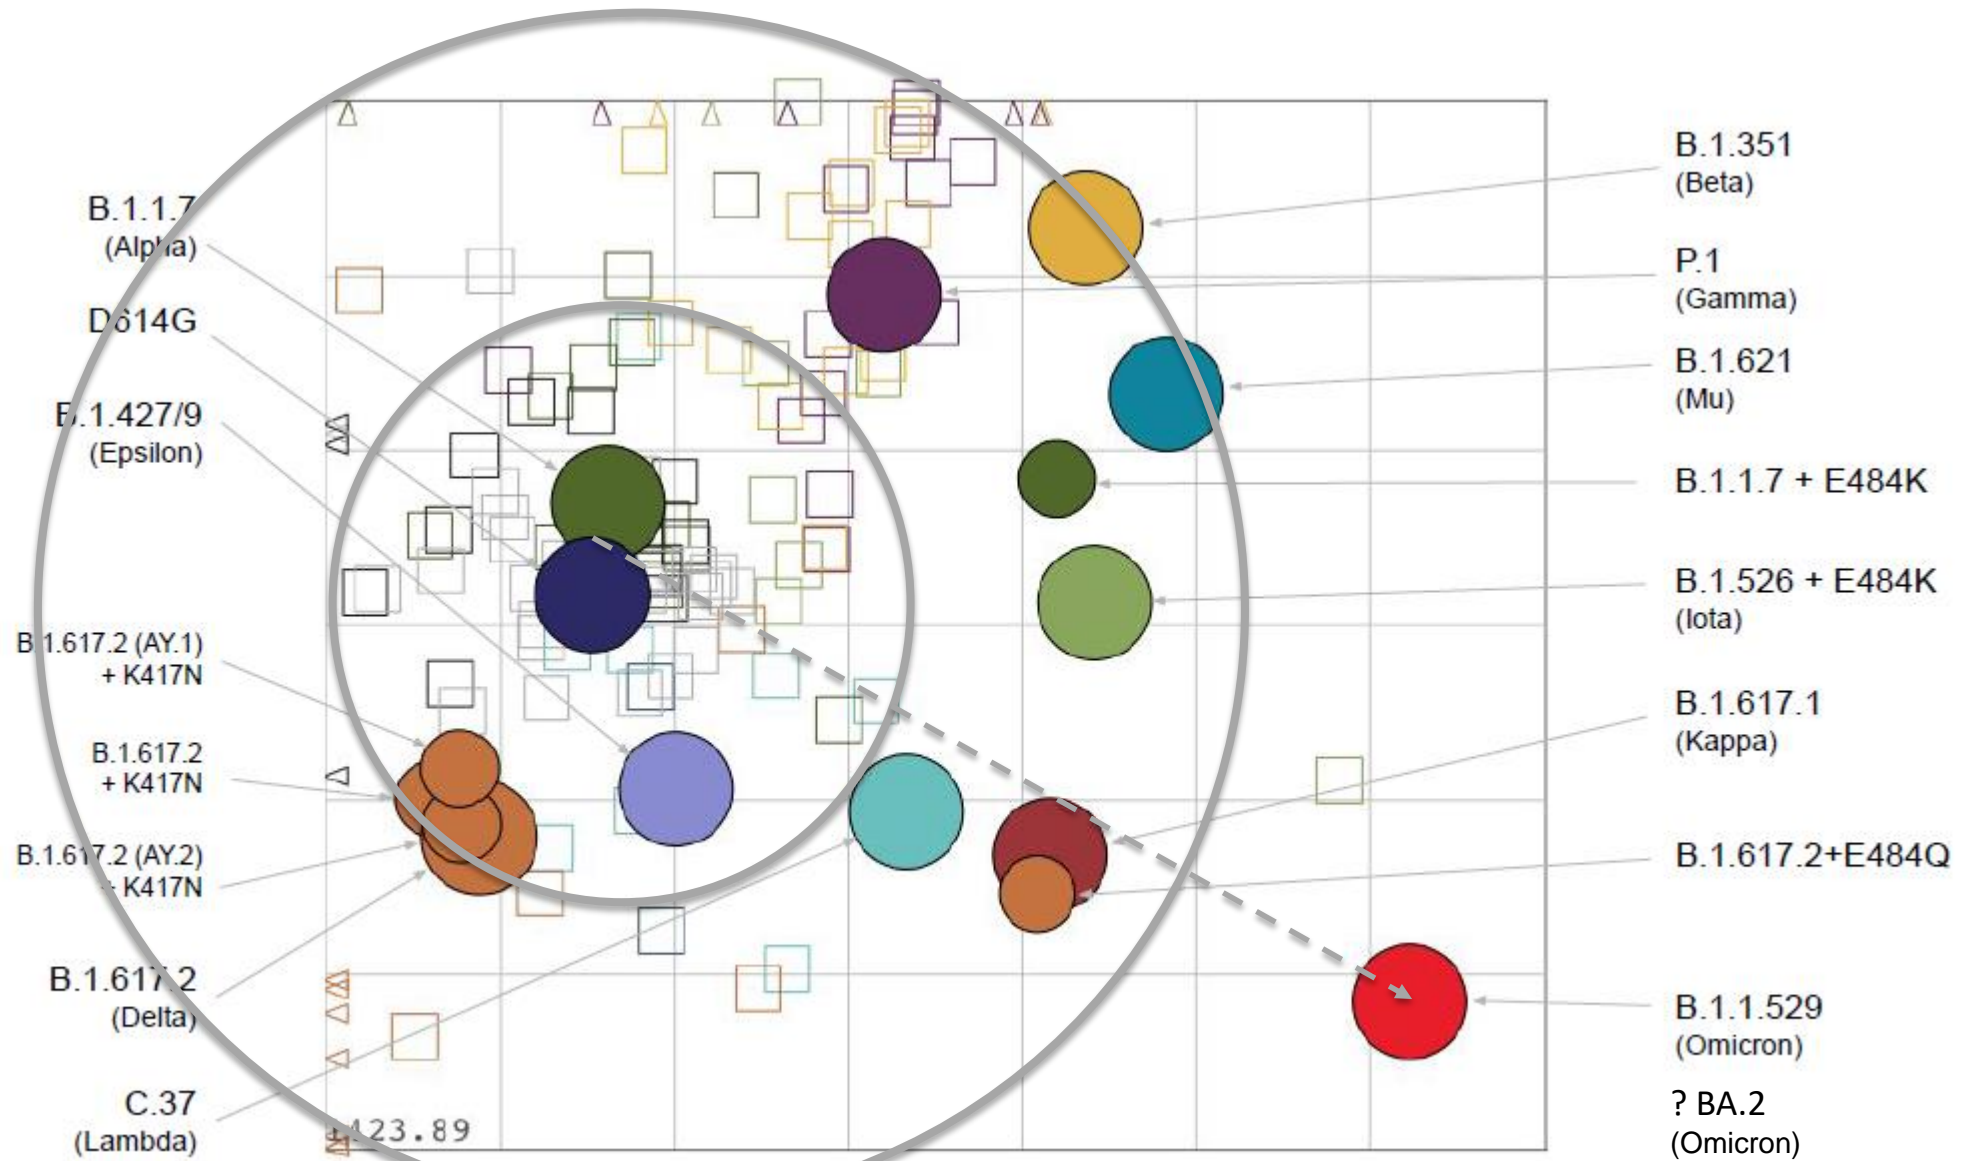 B.1.1.7
(Alpha)
D614G
B.1.427/9
(Epsilon)
B.1.617.2 (AY.1)
+ K417N
B.1.617.2
+ K417N
B.1.617.2 (AY.2)
+ K417N
B.1.617.2
(Delta)
C.37
(Lambda)
B.1.351
(Beta)
P.1
(Gamma)
B.1.621
(Mu)
B.1.1.7 + E484K
B.1.526 + E484K
(Iota)
B.1.617.1
(Kappa)
B.1.617.2+E484Q
B.1.1.529
(Omicron)
? BA.2
(Omicron)